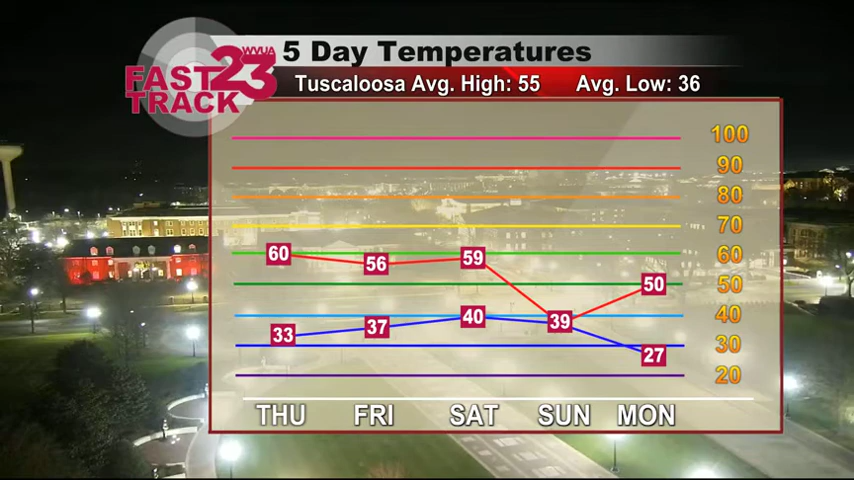 WVUA
FAST 23
TRACK
5 Day Temperatures
Tuscaloosa Avg. High: 55 Avg. Low: 36
100
90
80
70
60
50
40
30
20
60 56 59 39 50
33 37 40 27
THU FRI SAT SUN MON